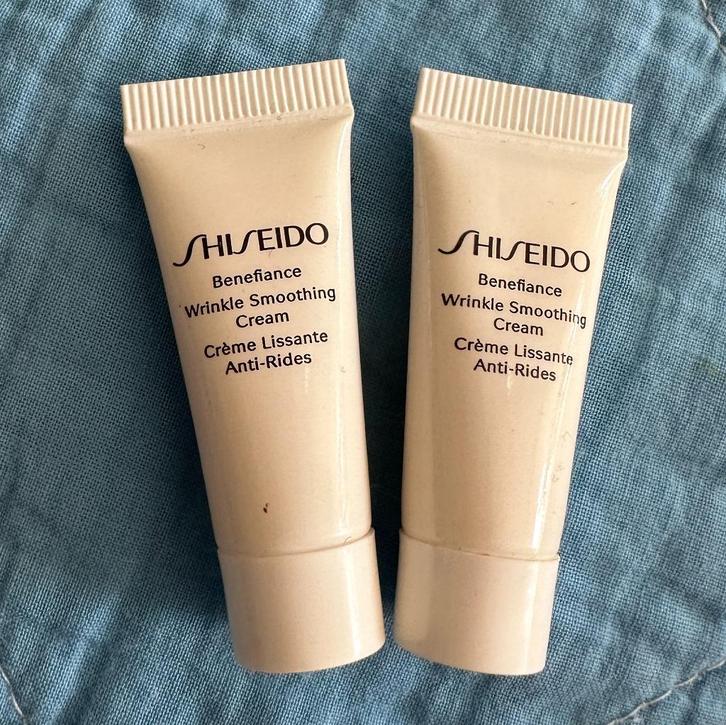 SHISEIDO
Benefiance
Wrinkle Smoothing
Cream
Crème Lissante
Anti-Rides
SHISEIDO
Benefiance
Wrinkle Smoothing
Cream
Crème Lissante
Anti-Rides